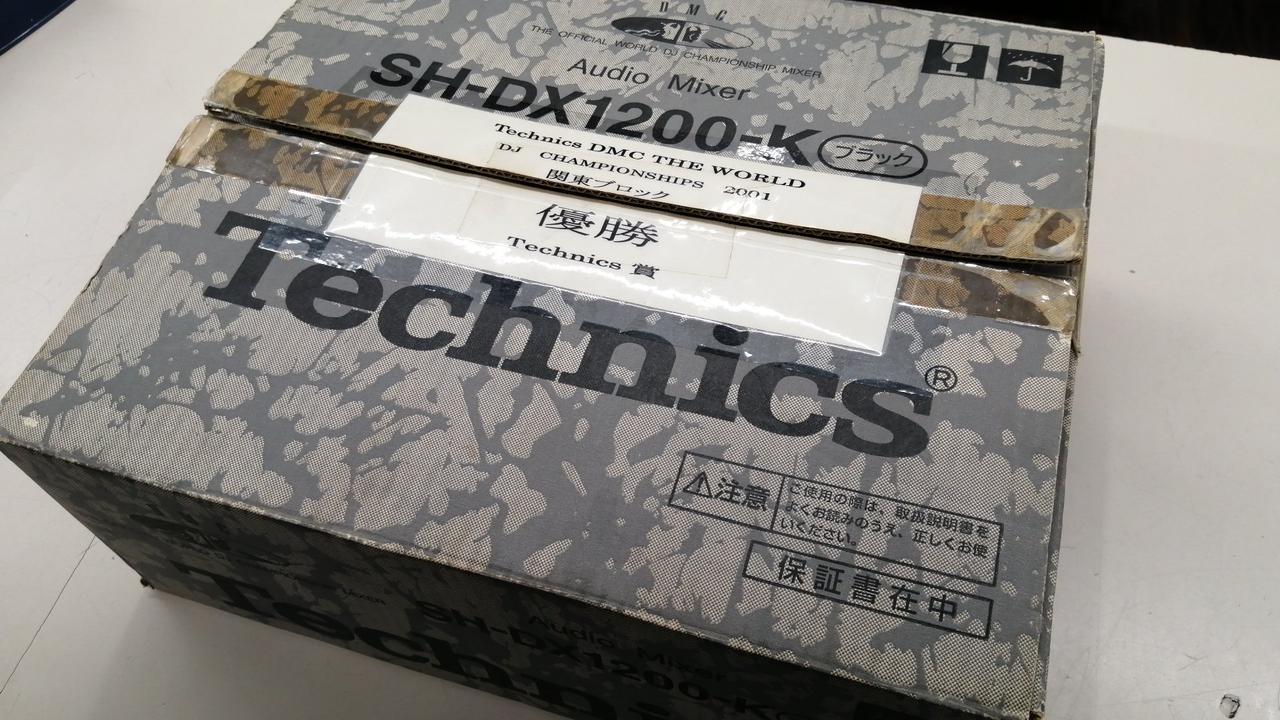 DMC
THE OFFICIAL WORLD DJ CHAMPIONSHIP MIXER
Audio Mixer
SH-DX1200-K ブラック
Technics DMC THE WORLD
DJ CHAMPIONSHIPS 2001
関東ブロック
優勝
Technics 賞
Technics®
注意
ご使用の際は、取扱説明書を
よくお読みのうえ、正しくお使
いください。
保証書在中
MIXER
Audio Mixer
SH-DX1200-K
Technics